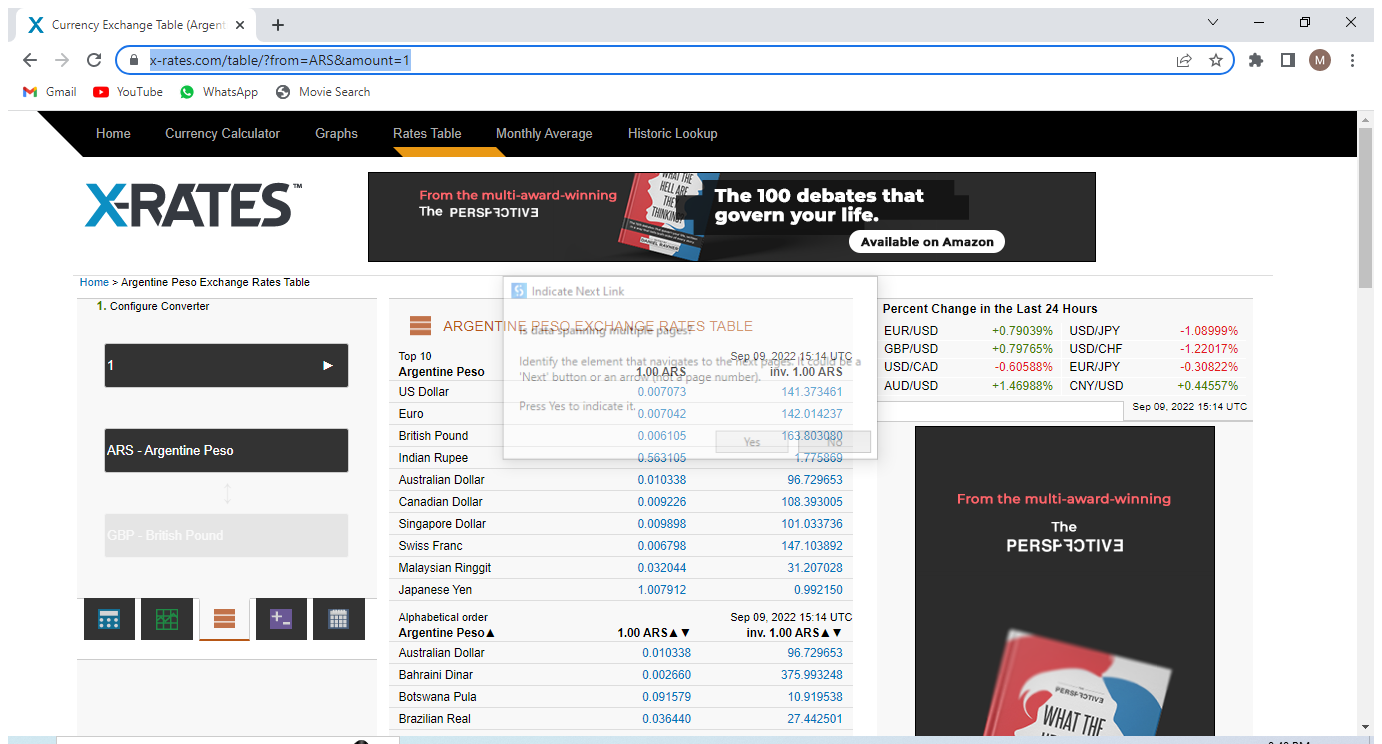 Currency Exchange Table (Argent
x-rates.com/table/?from=ARS&amount=1
M
Gmail YouTube WhatsApp Movie Search
Home Currency Calculator Graphs Rates Table Monthly Average Historic Lookup
X-RATES™
From the multi-award-winning
The PERSPECTIVE
WHAT THE
HELL ARE
THEY
THINKING?
The 100 debates that
govern your life.
Available on Amazon
Home > Argentine Peso Exchange Rates Table
1. Configure Converter
1
ARS - Argentine Peso
GBP - British Pound
Indicate Next Link
Is data spanning multiple pages?
Identify the element that navigates to the next pages. It could be a
'Next' button or an arrow (not a page number).
Press Yes to indicate it.
Yes No
ARGENTINE PESO EXCHANGE RATES TABLE
Top 10 Sep 09, 2022 15:14 UTC
Argentine Peso 1.00 ARS inv. 1.00 ARS
US Dollar 0.007073 141.373461
Euro 0.007042 142.014237
British Pound 0.006105 163.803080
Indian Rupee 0.563105 1.775869
Australian Dollar 0.010338 96.729653
Canadian Dollar 0.009226 108.393005
Singapore Dollar 0.009898 101.033736
Swiss Franc 0.006798 147.103892
Malaysian Ringgit 0.032044 31.207028
Japanese Yen 1.007912 0.992150
Alphabetical order Sep 09, 2022 15:14 UTC
Argentine Peso▲ 1.00 ARS▲▼ inv. 1.00 ARS▲▼
Australian Dollar 0.010338 96.729653
Bahraini Dinar 0.002660 375.993248
Botswana Pula 0.091579 10.919538
Brazilian Real 0.036440 27.442501
Percent Change in the Last 24 Hours
EUR/USD +0.79039% USD/JPY -1.08999%
GBP/USD +0.79765% USD/CHF -1.22017%
USD/CAD -0.60588% EUR/JPY -0.30822%
AUD/USD +1.46988% CNY/USD +0.44557%
Sep 09, 2022 15:14 UTC
From the multi-award-winning
The
PERSPECTIVE
PERSPECTIVE
WHAT THE